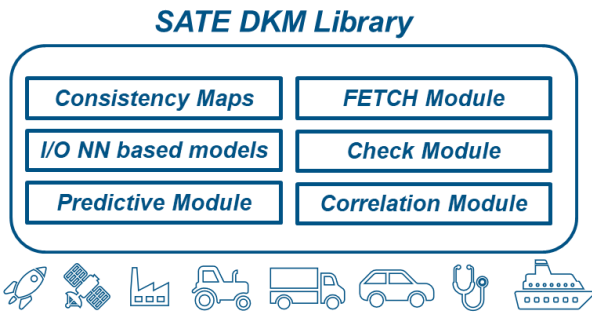 SATE DKM Library
Consistency Maps
FETCH Module
I/O NN based models
Check Module
Predictive Module
Correlation Module